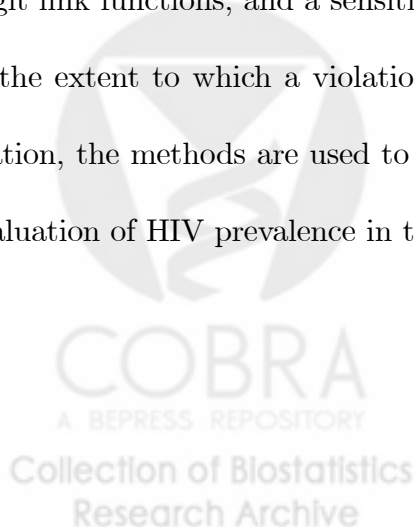 git link functions, and a sensiti
the extent to which a violatio
ation, the methods are used to
aluation of HIV prevalence in t
COBRA
A BEPRESS REPOSITORY
Collection of Biostatistics
Research Archive